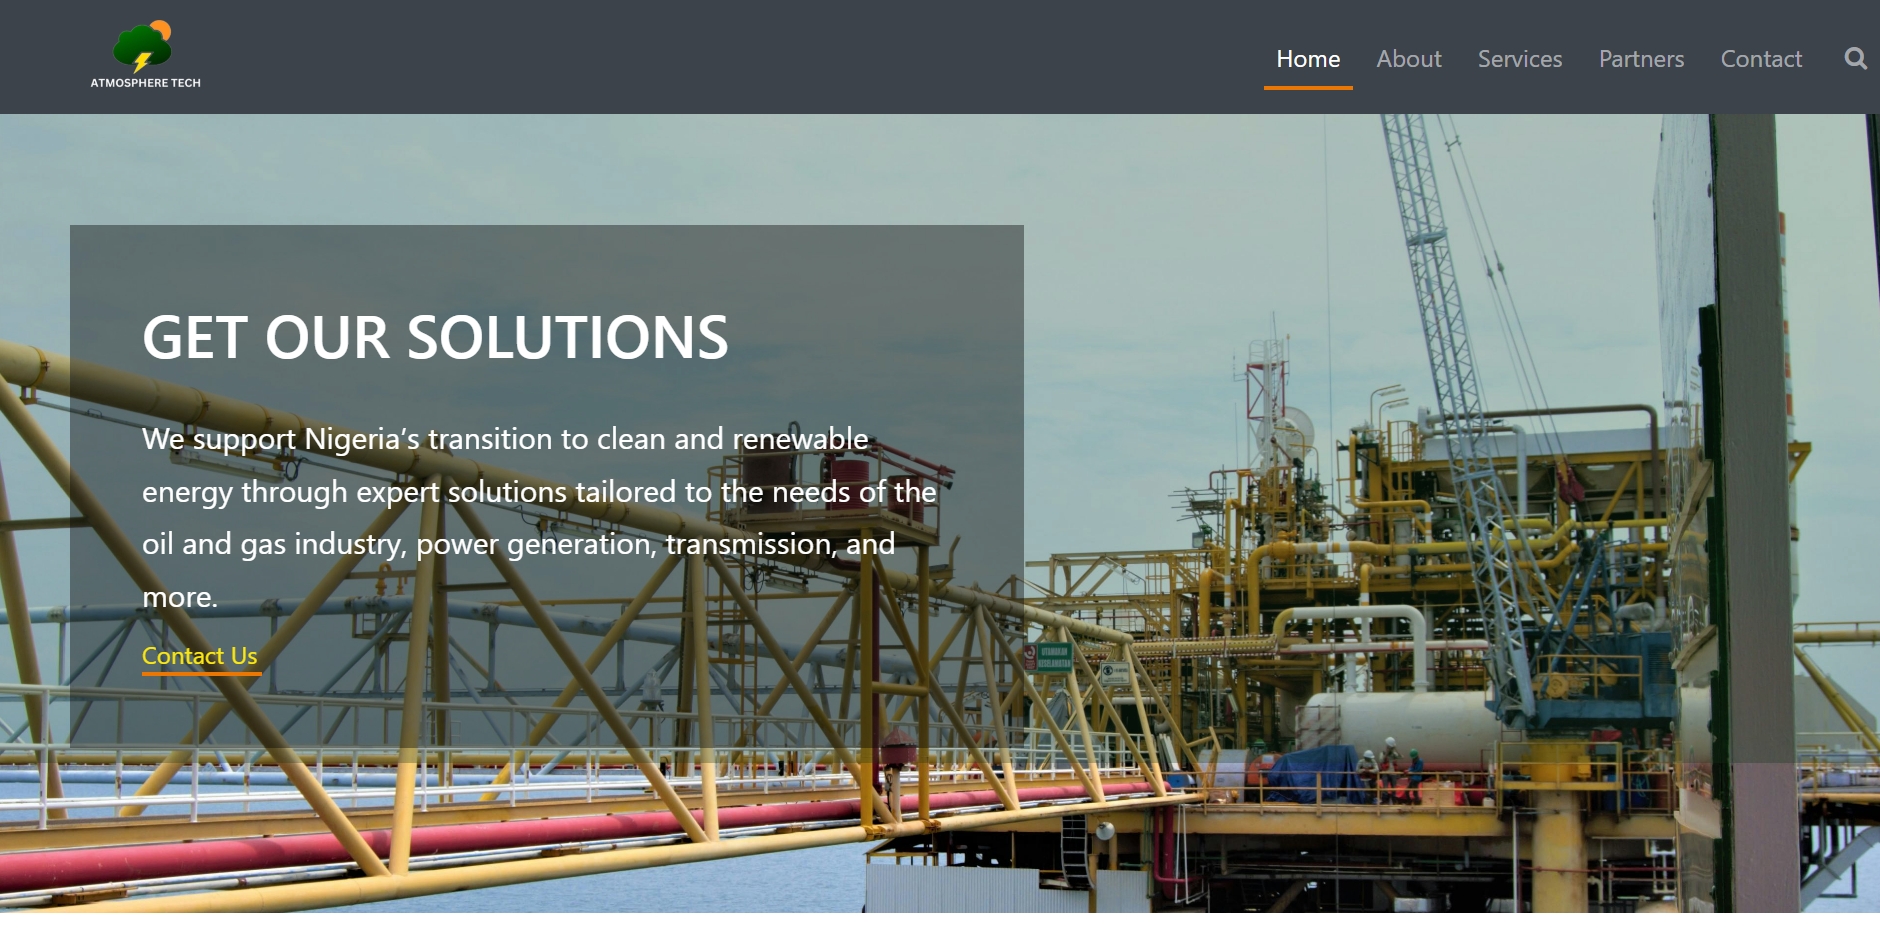 ATMOSPHERE TECH
Home About Services Partners Contact
GET OUR SOLUTIONS
We support Nigeria’s transition to clean and renewable
energy through expert solutions tailored to the needs of the
oil and gas industry, power generation, transmission, and
more.
Contact Us
UTAMAKAN
KESELAMATAN